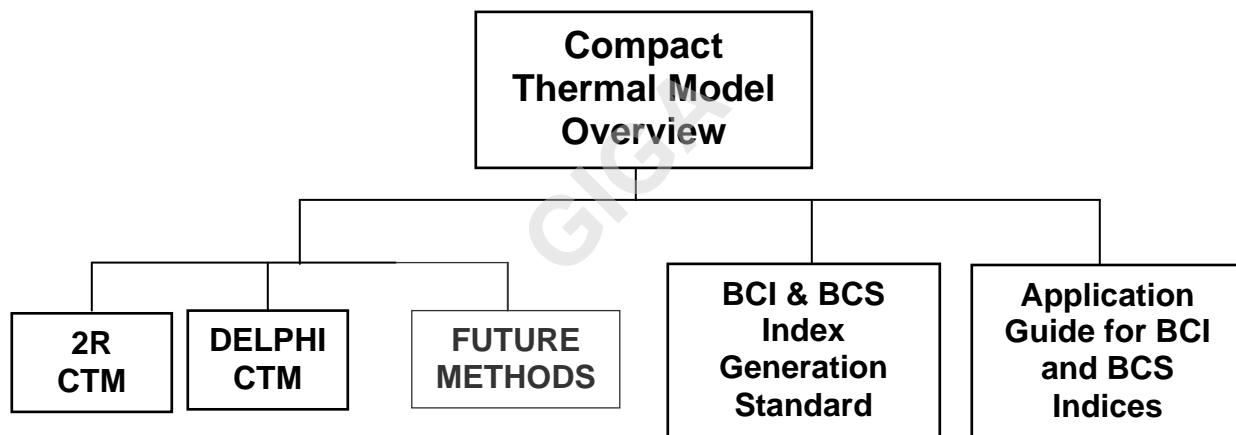 Compact
Thermal Model
Overview
GIGA
2R
CTM
DELPHI
CTM
FUTURE
METHODS
BCI & BCS
Index
Generation
Standard
Application
Guide for BCI
and BCS
Indices